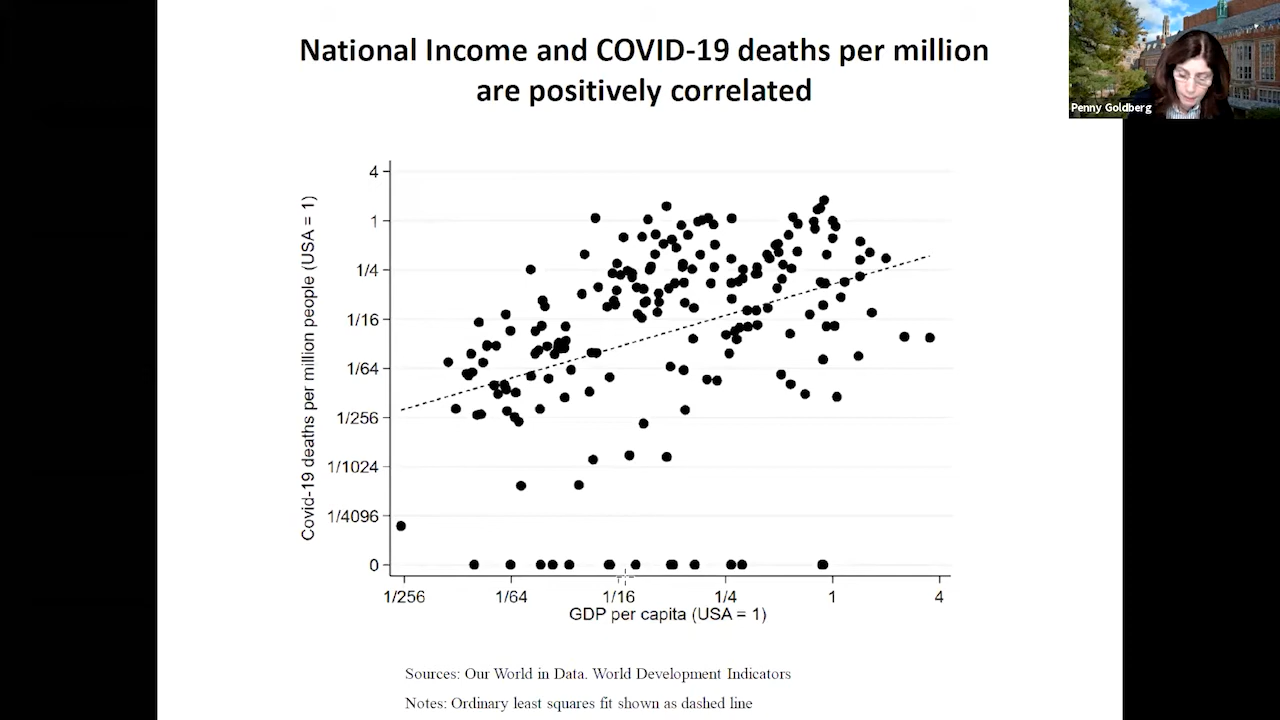 National Income and COVID-19 deaths per million
are positively correlated
Penny Goldberg
Covid-19 deaths per million people (USA = 1)
4
1
1/4
1/16
1/64
1/256
1/1024
1/4096
0
1/256
1/64
1/16
1/4
1
4
GDP per capita (USA = 1)
Sources: Our World in Data. World Development Indicators
Notes: Ordinary least squares fit shown as dashed line